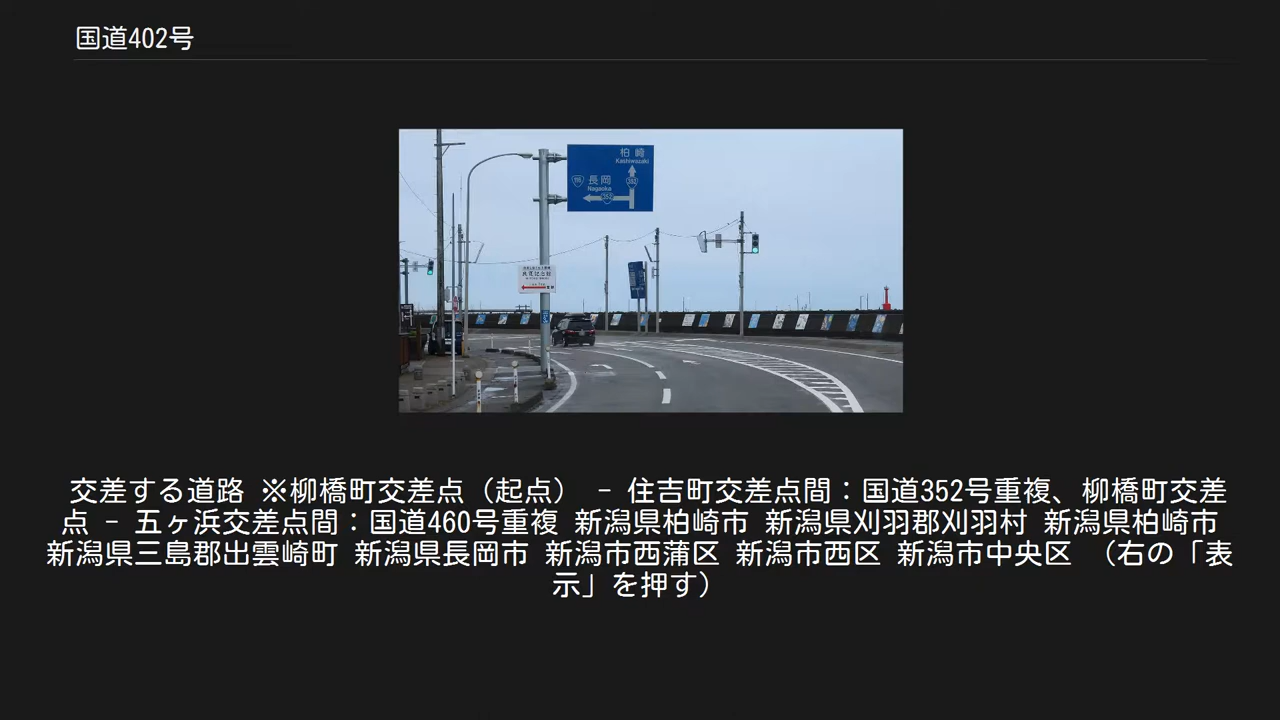 国道402号
柏崎
Kashiwazaki
長岡
Nagaoka
352
交差する道路 ※柳橋町交差点（起点） - 住吉町交差点間：国道352号重複、柳橋町交差
点 - 五ヶ浜交差点間：国道460号重複 新潟県柏崎市 新潟県刈羽郡刈羽村 新潟県柏崎市
新潟県三島郡出雲崎町 新潟県長岡市 新潟市西蒲区 新潟市西区 新潟市中央区 （右の「表
示」を押す）